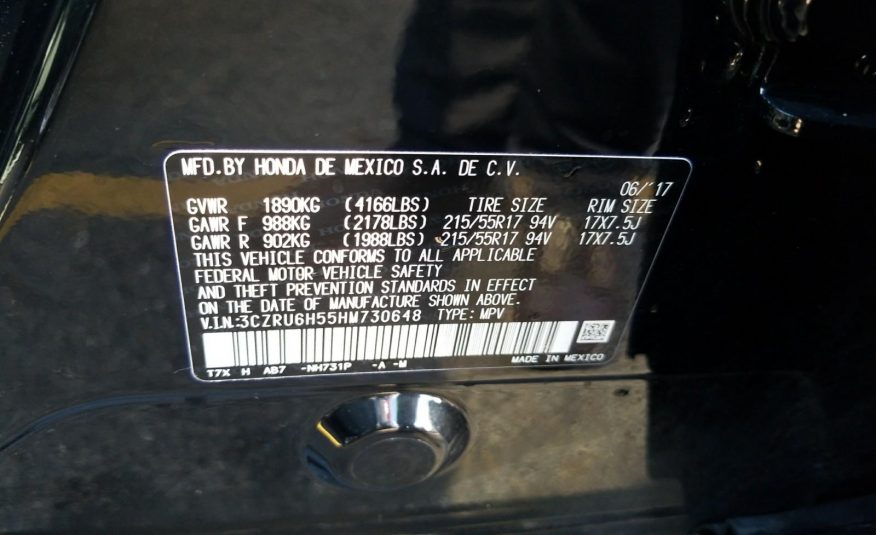 MFD.BY HONDA DE MEXICO S.A. DE C.V.
06/'17
GVWR 1890KG (4166LBS) TIRE SIZE RIM SIZE
GAWR F 988KG (2178LBS) 215/55R17 94V 17X7.5J
GAWR R 902KG (1988LBS) 215/55R17 94V 17X7.5J
THIS VEHICLE CONFORMS TO ALL APPLICABLE
FEDERAL MOTOR VEHICLE SAFETY
AND THEFT PREVENTION STANDARDS IN EFFECT
ON THE DATE OF MANUFACTURE SHOWN ABOVE.
V.I.N:3CZRU6H55HM730648 TYPE: MPV
MADE IN MEXICO
T7X H AB7 -NH731P -A -M